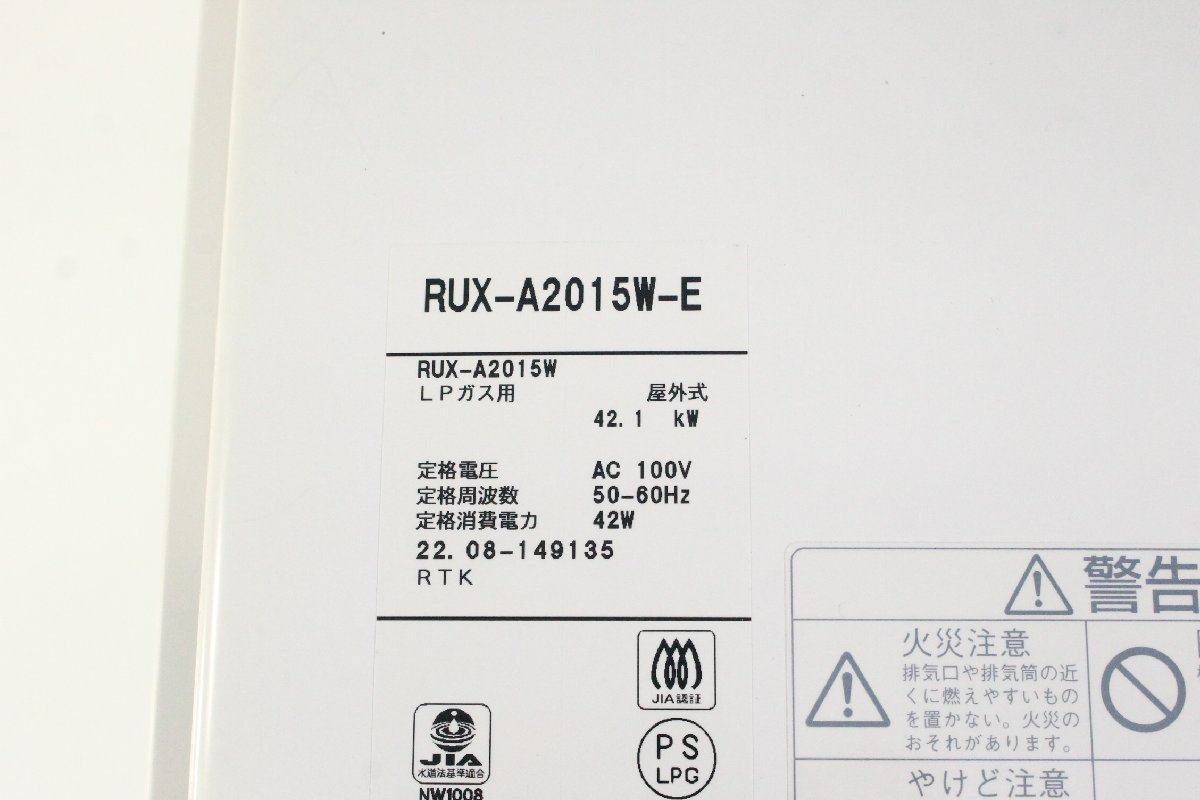 RUX-A2015W-E
RUX-A2015W
LPガス用 屋外式
42.1 kW
定格電圧 AC 100V
定格周波数 50-60Hz
定格消費電力 42W
22.08-149135
RTK
JIA認証
JIA
水道法基準適合
NW1008
PS
LPG
警告
火災注意
排気口や排気筒の近
くに燃えやすいもの
を置かない。火災の
おそれがあります。
やけど注意